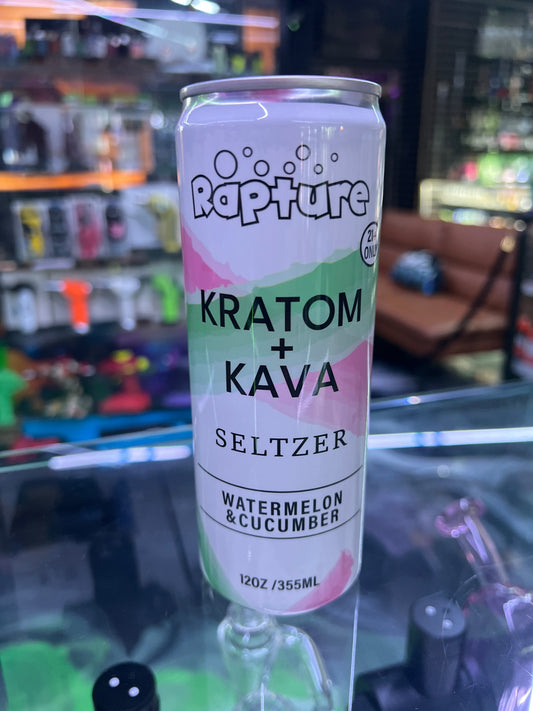 Rapture
21+
ONLY
KRATOM
+
KAVA
SELTZER
WATERMELON
&CUCUMBER
12OZ /355ML